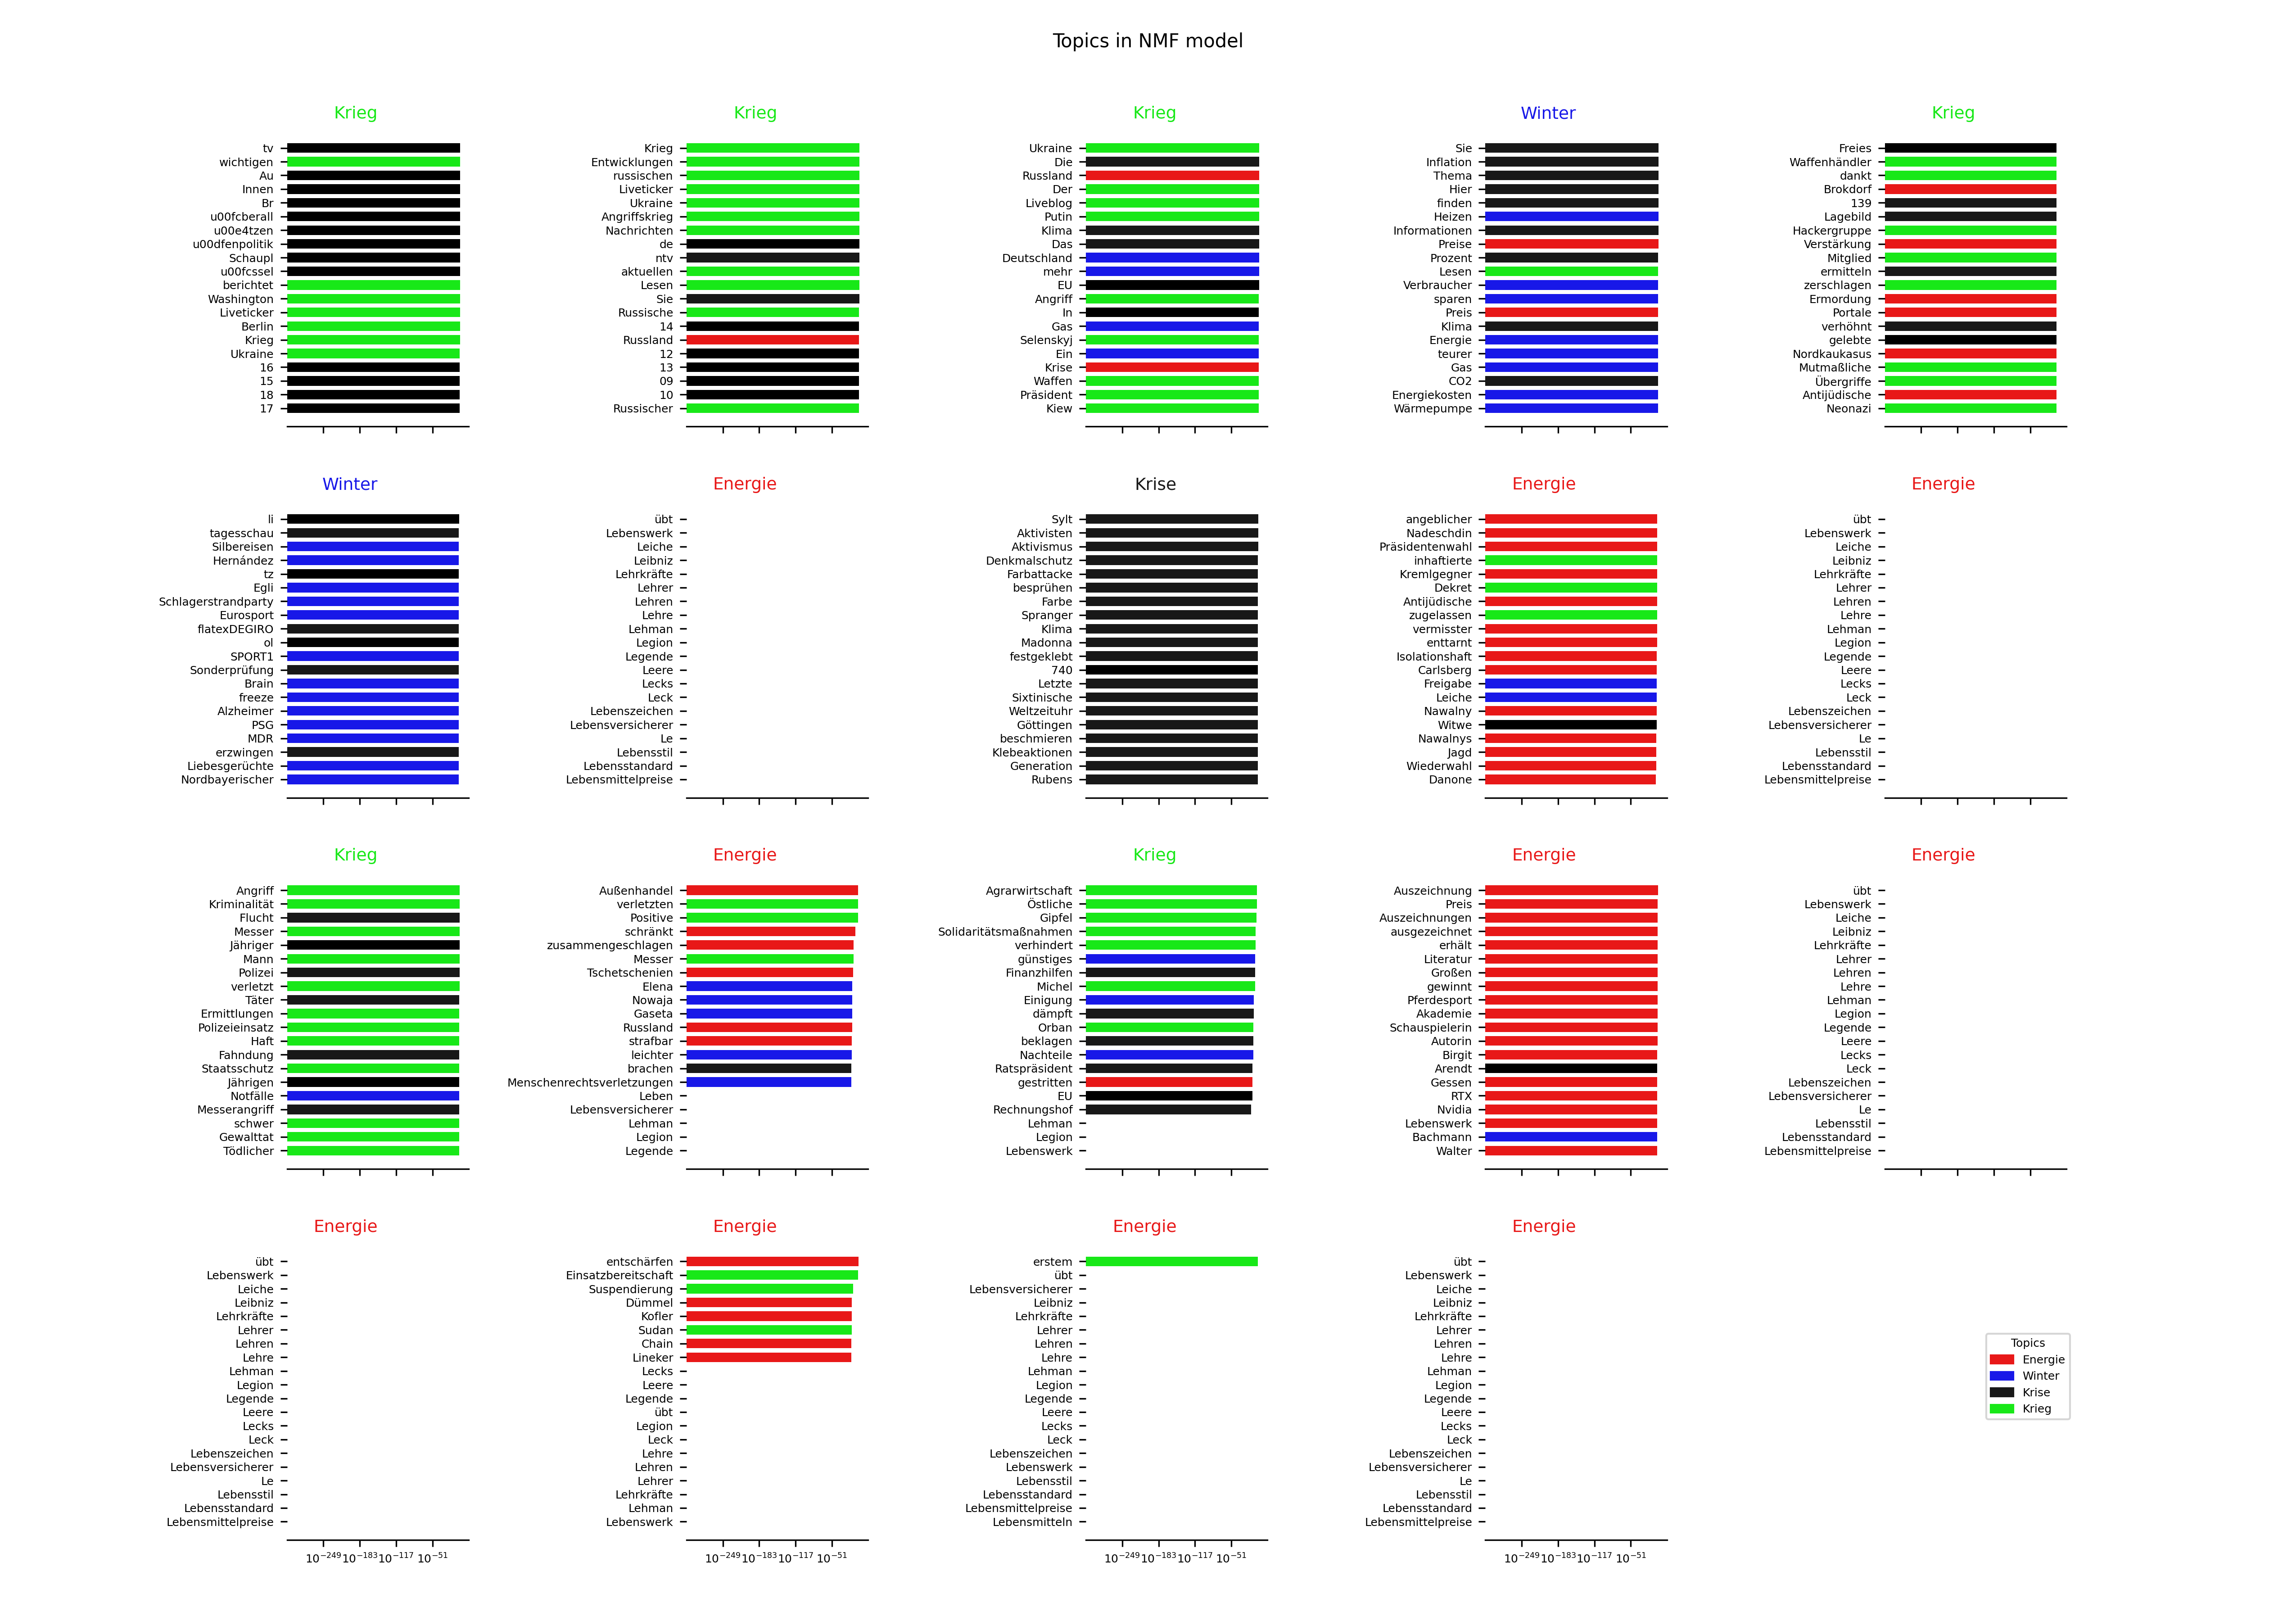 Topics in NMF model
Krieg
tv
wichtigen
Au
Innen
Br
u00fcberall
u00e4tzen
u00dfenpolitik
Schaupl
u00fcssel
berichtet
Washington
Liveticker
Berlin
Krieg
Ukraine
16
15
18
17
Krieg
Krieg
Entwicklungen
russischen
Liveticker
Ukraine
Angriffskrieg
Nachrichten
de
ntv
aktuellen
Lesen
Sie
Russische
14
Russland
12
13
09
10
Russischer
Krieg
Ukraine
Die
Russland
Der
Liveblog
Putin
Klima
Das
Deutschland
mehr
EU
Angriff
In
Gas
Selenskyj
Ein
Krise
Waffen
Präsident
Kiew
Winter
Sie
Inflation
Thema
Hier
finden
Heizen
Informationen
Preise
Prozent
Lesen
Verbraucher
sparen
Preis
Klima
Energie
teurer
Gas
CO2
Energiekosten
Wärmepumpe
Krieg
Freies
Waffenhändler
dankt
Brokdorf
139
Lagebild
Hackergruppe
Verstärkung
Mitglied
ermitteln
zerschlagen
Ermordung
Portale
verhöhnt
gelebte
Nordkaukasus
Mutmaßliche
Übergriffe
Antijüdische
Neonazi
Winter
li
tagesschau
Silbereisen
Hernández
tz
Egli
Schlagerstrandparty
Eurosport
flatexDEGIRO
ol
SPORT1
Sonderprüfung
Brain
freeze
Alzheimer
PSG
MDR
erzwingen
Liebesgerüchte
Nordbayerischer
Energie
übt
Lebenswerk
Leiche
Leibniz
Lehrkräfte
Lehrer
Lehren
Lehre
Lehman
Legion
Legende
Leere
Lecks
Leck
Lebenszeichen
Lebensversicherer
Le
Lebensstil
Lebensstandard
Lebensmittelpreise
Krise
Sylt
Aktivisten
Aktivismus
Denkmalschutz
Farbattacke
besprühen
Farbe
Spranger
Klima
Madonna
festgeklebt
740
Letzte
Sixtinische
Weltzeituhr
Göttingen
beschmieren
Klebeaktionen
Generation
Rubens
Energie
angeblicher
Nadeschdin
Präsidentenwahl
inhaftierte
Kremlgegner
Dekret
Antijüdische
zugelassen
vermisster
enttarnt
Isolationshaft
Carlsberg
Freigabe
Leiche
Nawalny
Witwe
Nawalnys
Jagd
Wiederwahl
Danone
Energie
übt
Lebenswerk
Leiche
Leibniz
Lehrkräfte
Lehrer
Lehren
Lehre
Lehman
Legion
Legende
Leere
Lecks
Leck
Lebenszeichen
Lebensversicherer
Le
Lebensstil
Lebensstandard
Lebensmittelpreise
Krieg
Angriff
Kriminalität
Flucht
Messer
Jähriger
Mann
Polizei
verletzt
Täter
Ermittlungen
Polizeieinsatz
Haft
Fahndung
Staatsschutz
Jährigen
Notfälle
Messerangriff
schwer
Gewalttat
Tödlicher
Energie
Außenhandel
verletzten
Positive
schränkt
zusammengeschlagen
Messer
Tschetschenien
Elena
Nowaja
Gaseta
Russland
strafbar
leichter
brachen
Menschenrechtsverletzungen
Leben
Lebensversicherer
Lehman
Legion
Legende
Krieg
Agrarwirtschaft
Östliche
Gipfel
Solidaritätsmaßnahmen
verhindert
günstiges
Finanzhilfen
Michel
Einigung
dämpft
Orban
beklagen
Nachteile
Ratspräsident
gestritten
EU
Rechnungshof
Lehman
Legion
Lebenswerk
Energie
Auszeichnung
Preis
Auszeichnungen
ausgezeichnet
erhält
Literatur
Großen
gewinnt
Pferdesport
Akademie
Schauspielerin
Autorin
Birgit
Arendt
Gessen
RTX
Nvidia
Lebenswerk
Bachmann
Walter
Energie
übt
Lebenswerk
Leiche
Leibniz
Lehrkräfte
Lehrer
Lehren
Lehre
Lehman
Legion
Legende
Leere
Lecks
Leck
Lebenszeichen
Lebensversicherer
Le
Lebensstil
Lebensstandard
Lebensmittelpreise
Energie
übt
Lebenswerk
Leiche
Leibniz
Lehrkräfte
Lehrer
Lehren
Lehre
Lehman
Legion
Legende
Leere
Lecks
Leck
Lebenszeichen
Lebensversicherer
Le
Lebensstil
Lebensstandard
Lebensmittelpreise
10⁻²⁴⁹ 10⁻¹⁸³ 10⁻¹¹⁷ 10⁻⁵¹
Energie
entschärfen
Einsatzbereitschaft
Suspendierung
Dümmel
Kofler
Sudan
Chain
Lineker
Lecks
Leere
Legende
übt
Legion
Leck
Lehre
Lehren
Lehrer
Lehrkräfte
Lehman
Lebenswerk
10⁻²⁴⁹ 10⁻¹⁸³ 10⁻¹¹⁷ 10⁻⁵¹
Energie
erstem
übt
Lebensversicherer
Leibniz
Lehrkräfte
Lehrer
Lehren
Lehre
Lehman
Legion
Legende
Leere
Lecks
Leck
Lebenszeichen
Lebenswerk
Lebensstil
Lebensstandard
Lebensmittelpreise
Lebensmitteln
10⁻²⁴⁹ 10⁻¹⁸³ 10⁻¹¹⁷ 10⁻⁵¹
Energie
übt
Lebenswerk
Leiche
Leibniz
Lehrkräfte
Lehrer
Lehren
Lehre
Lehman
Legion
Legende
Leere
Lecks
Leck
Lebenszeichen
Lebensversicherer
Le
Lebensstil
Lebensstandard
Lebensmittelpreise
10⁻²⁴⁹ 10⁻¹⁸³ 10⁻¹¹⁷ 10⁻⁵¹
Topics
Energie
Winter
Krise
Krieg